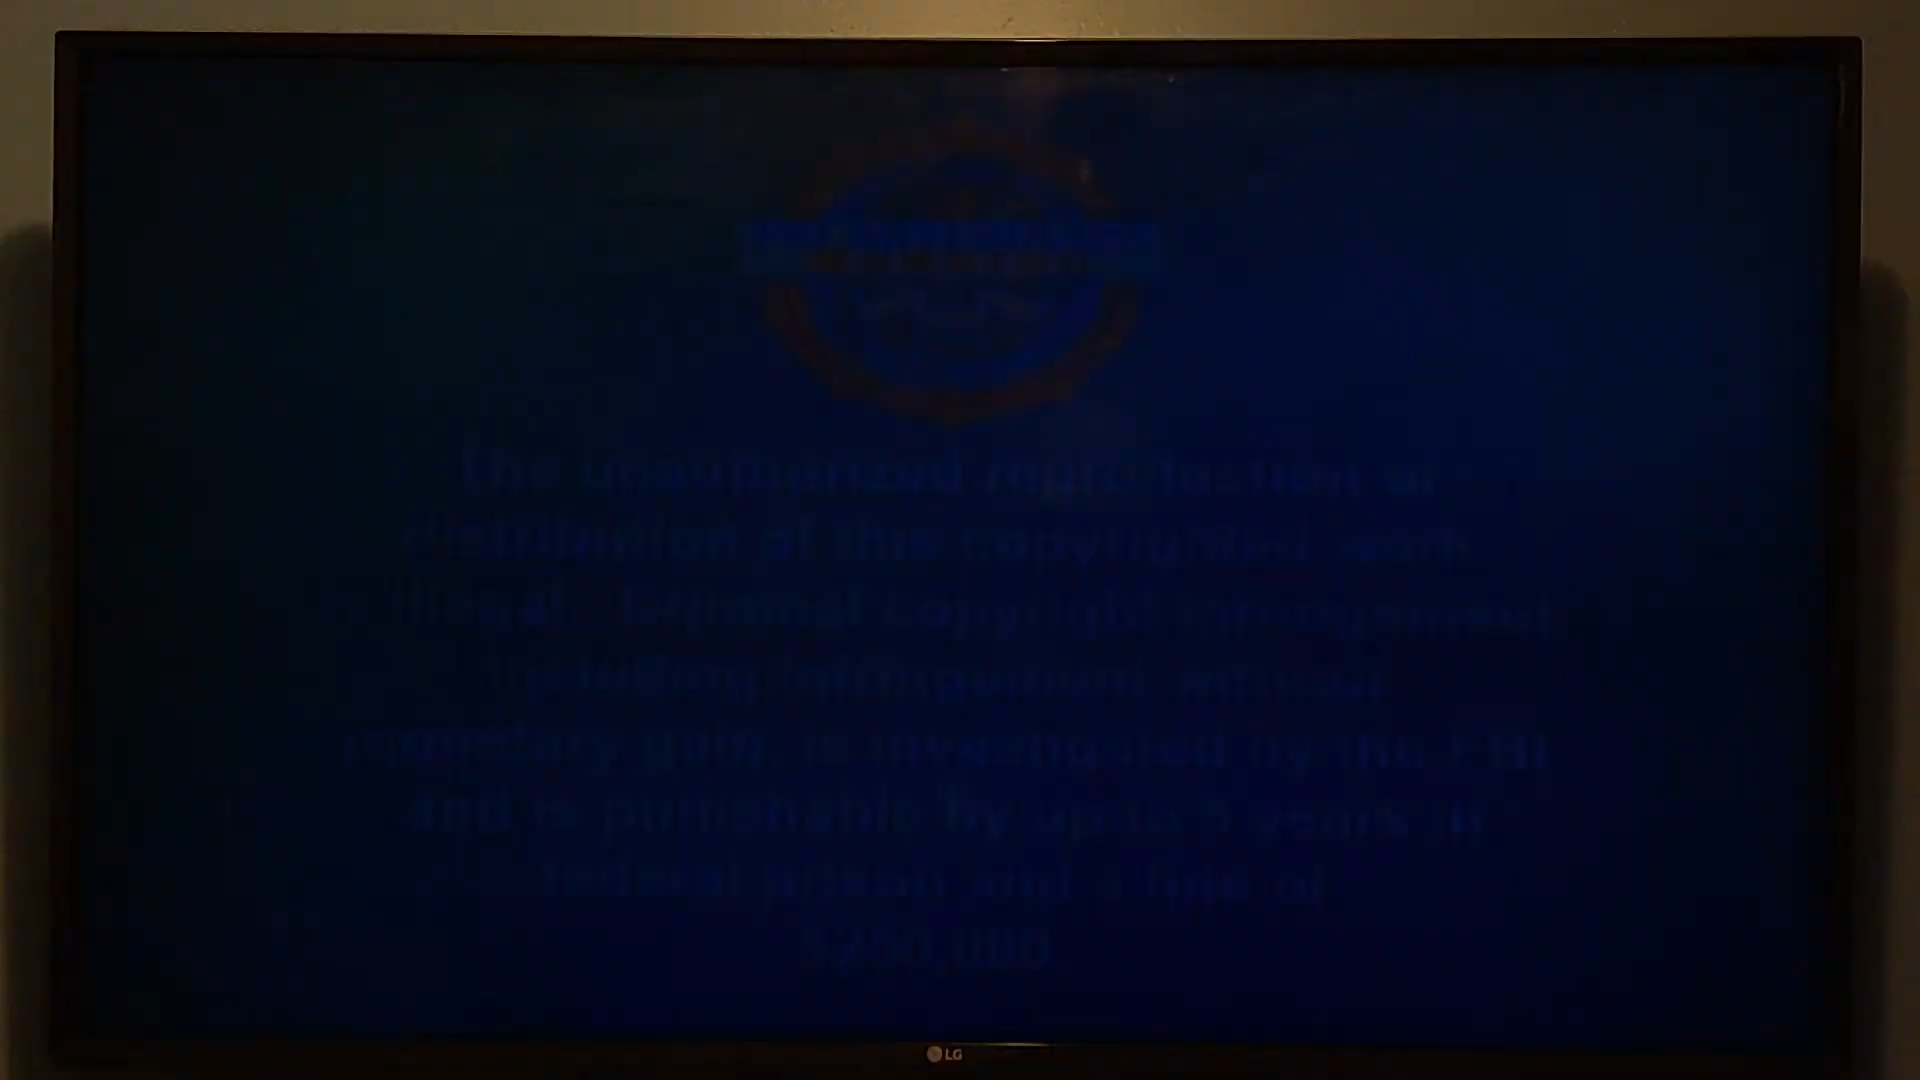 The unauthorized reproduction or
distribution of this copyrighted work
is illegal. Criminal copyright infringement,
including infringement without
monetary gain, is investigated by the FBI
and is punishable by up to 5 years in
federal prison and a fine of
$250,000
LG